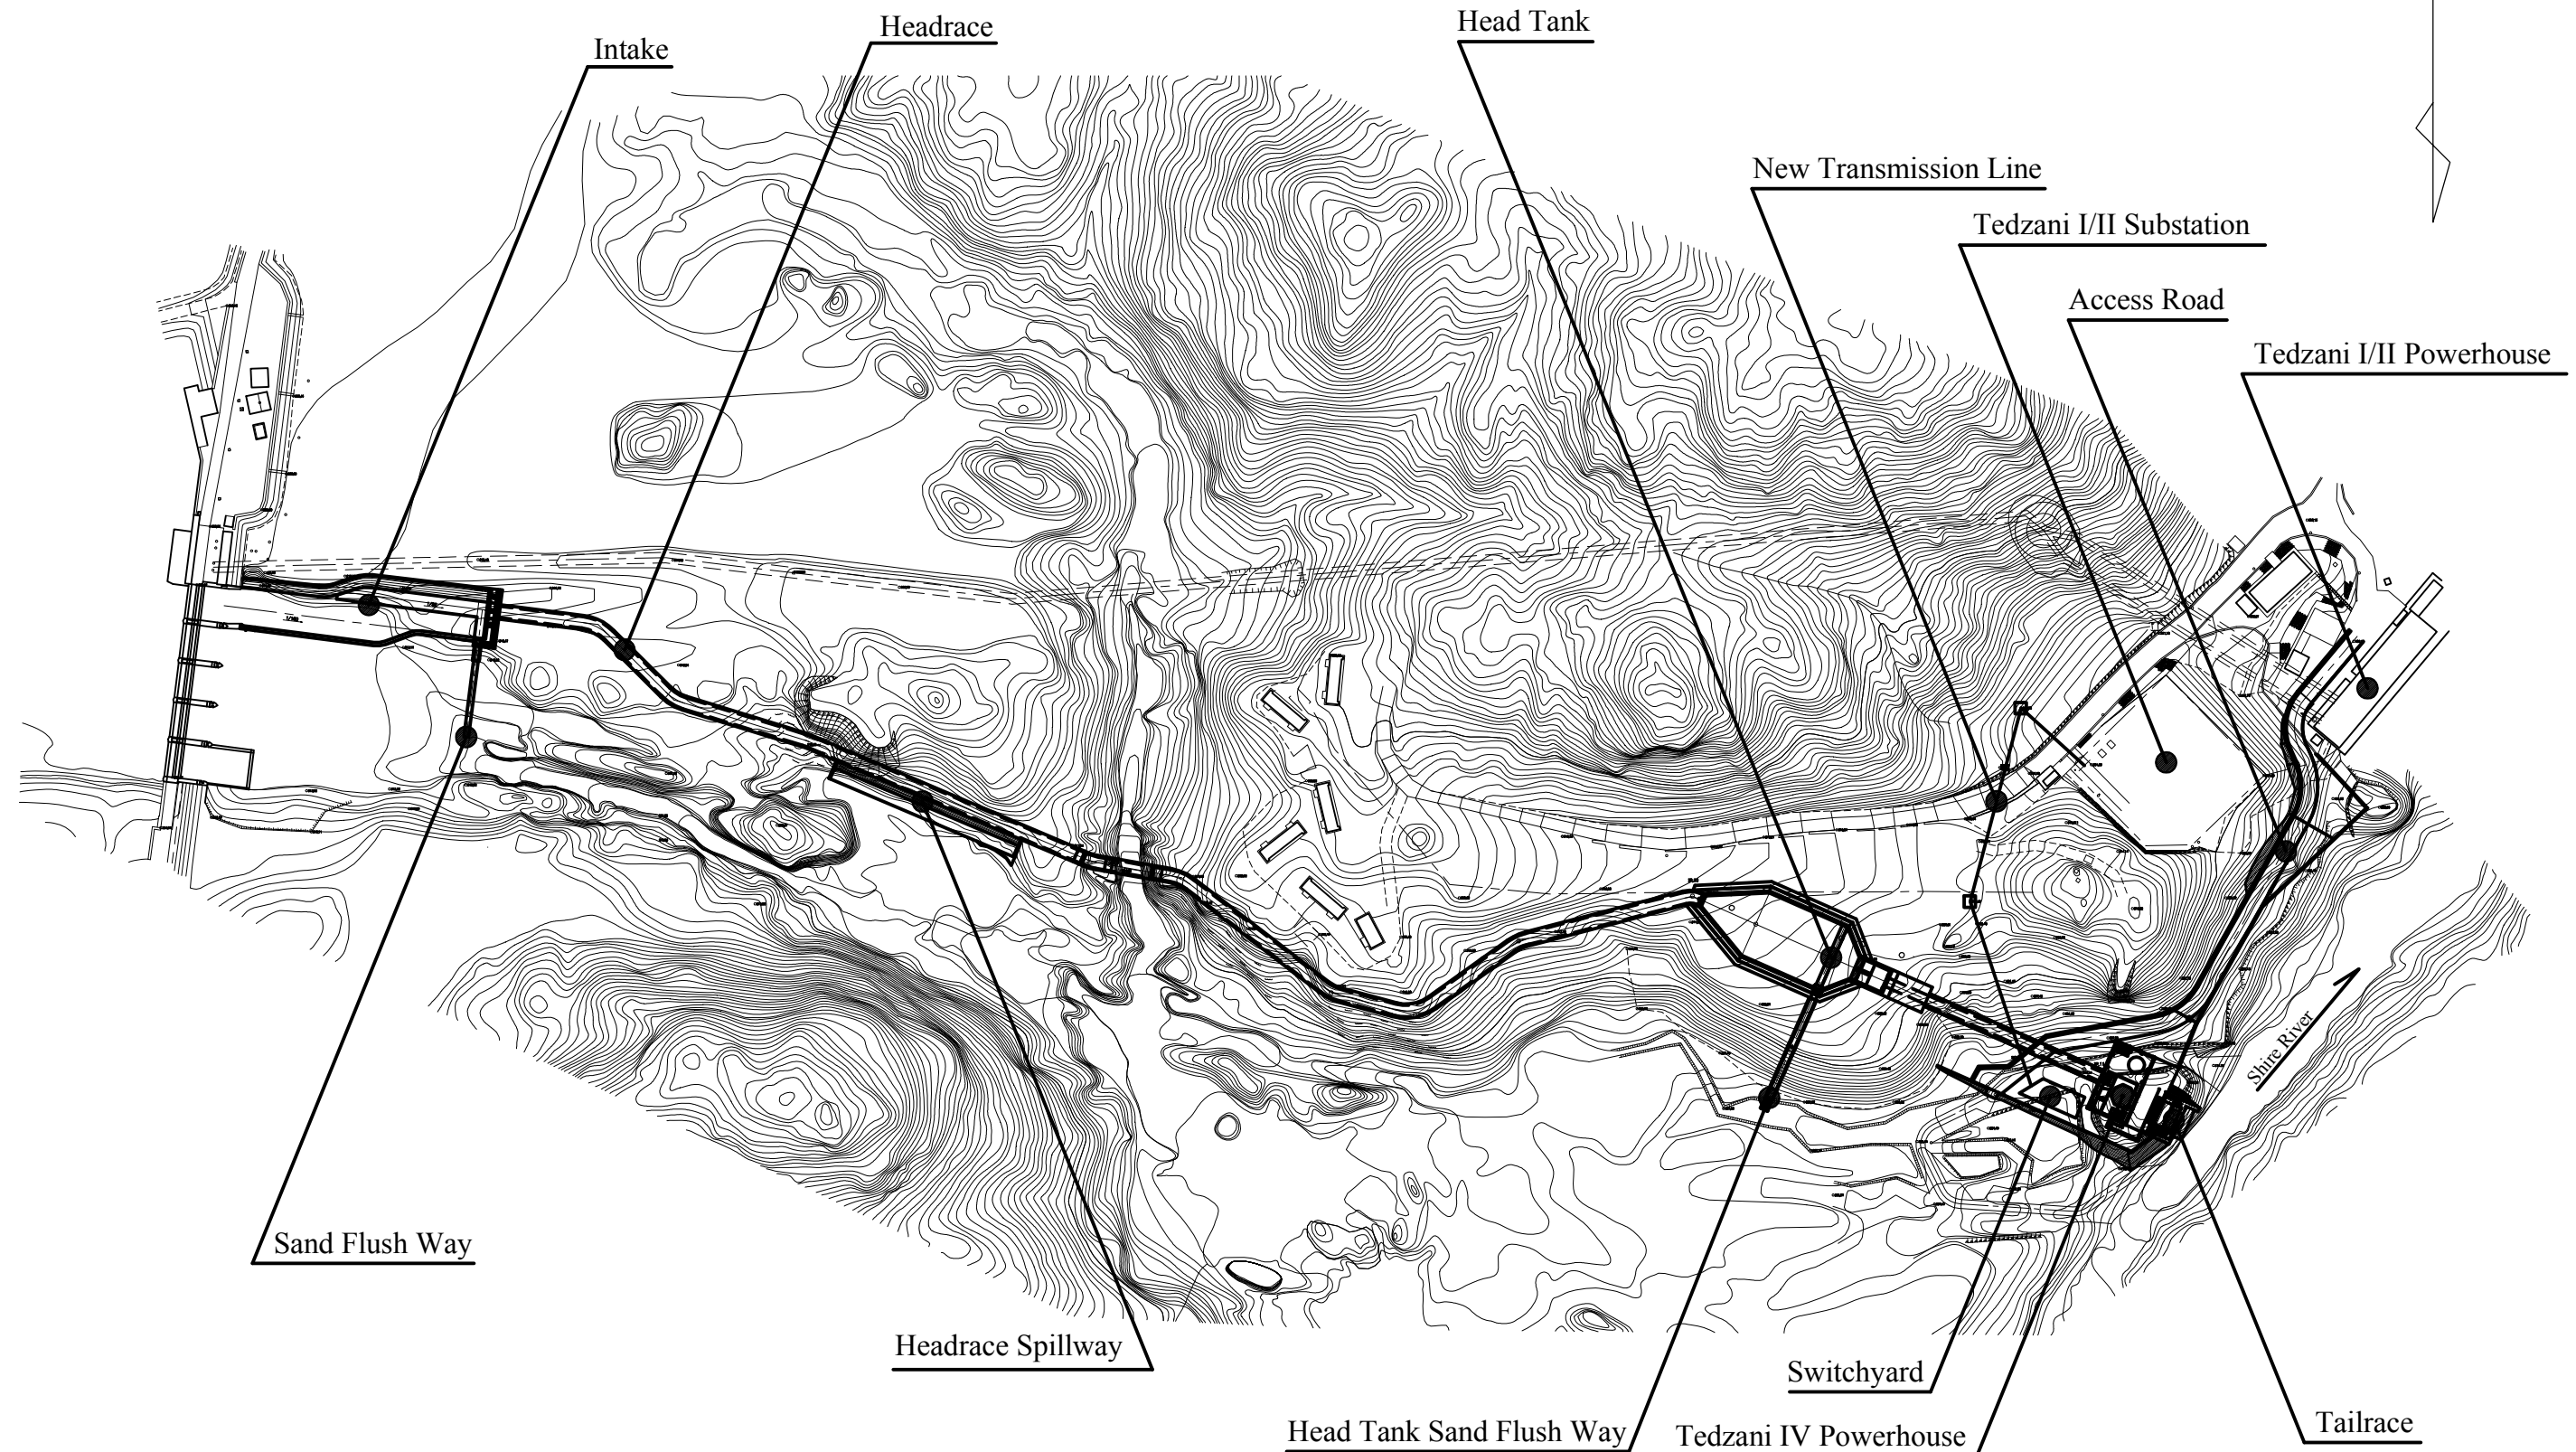 Head Tank
Headrace
Intake
New Transmission Line
Tedzani I/II Substation
Access Road
Tedzani I/II Powerhouse
Shire River
Sand Flush Way
Headrace Spillway
Switchyard
Tailrace
Head Tank Sand Flush Way
Tedzani IV Powerhouse